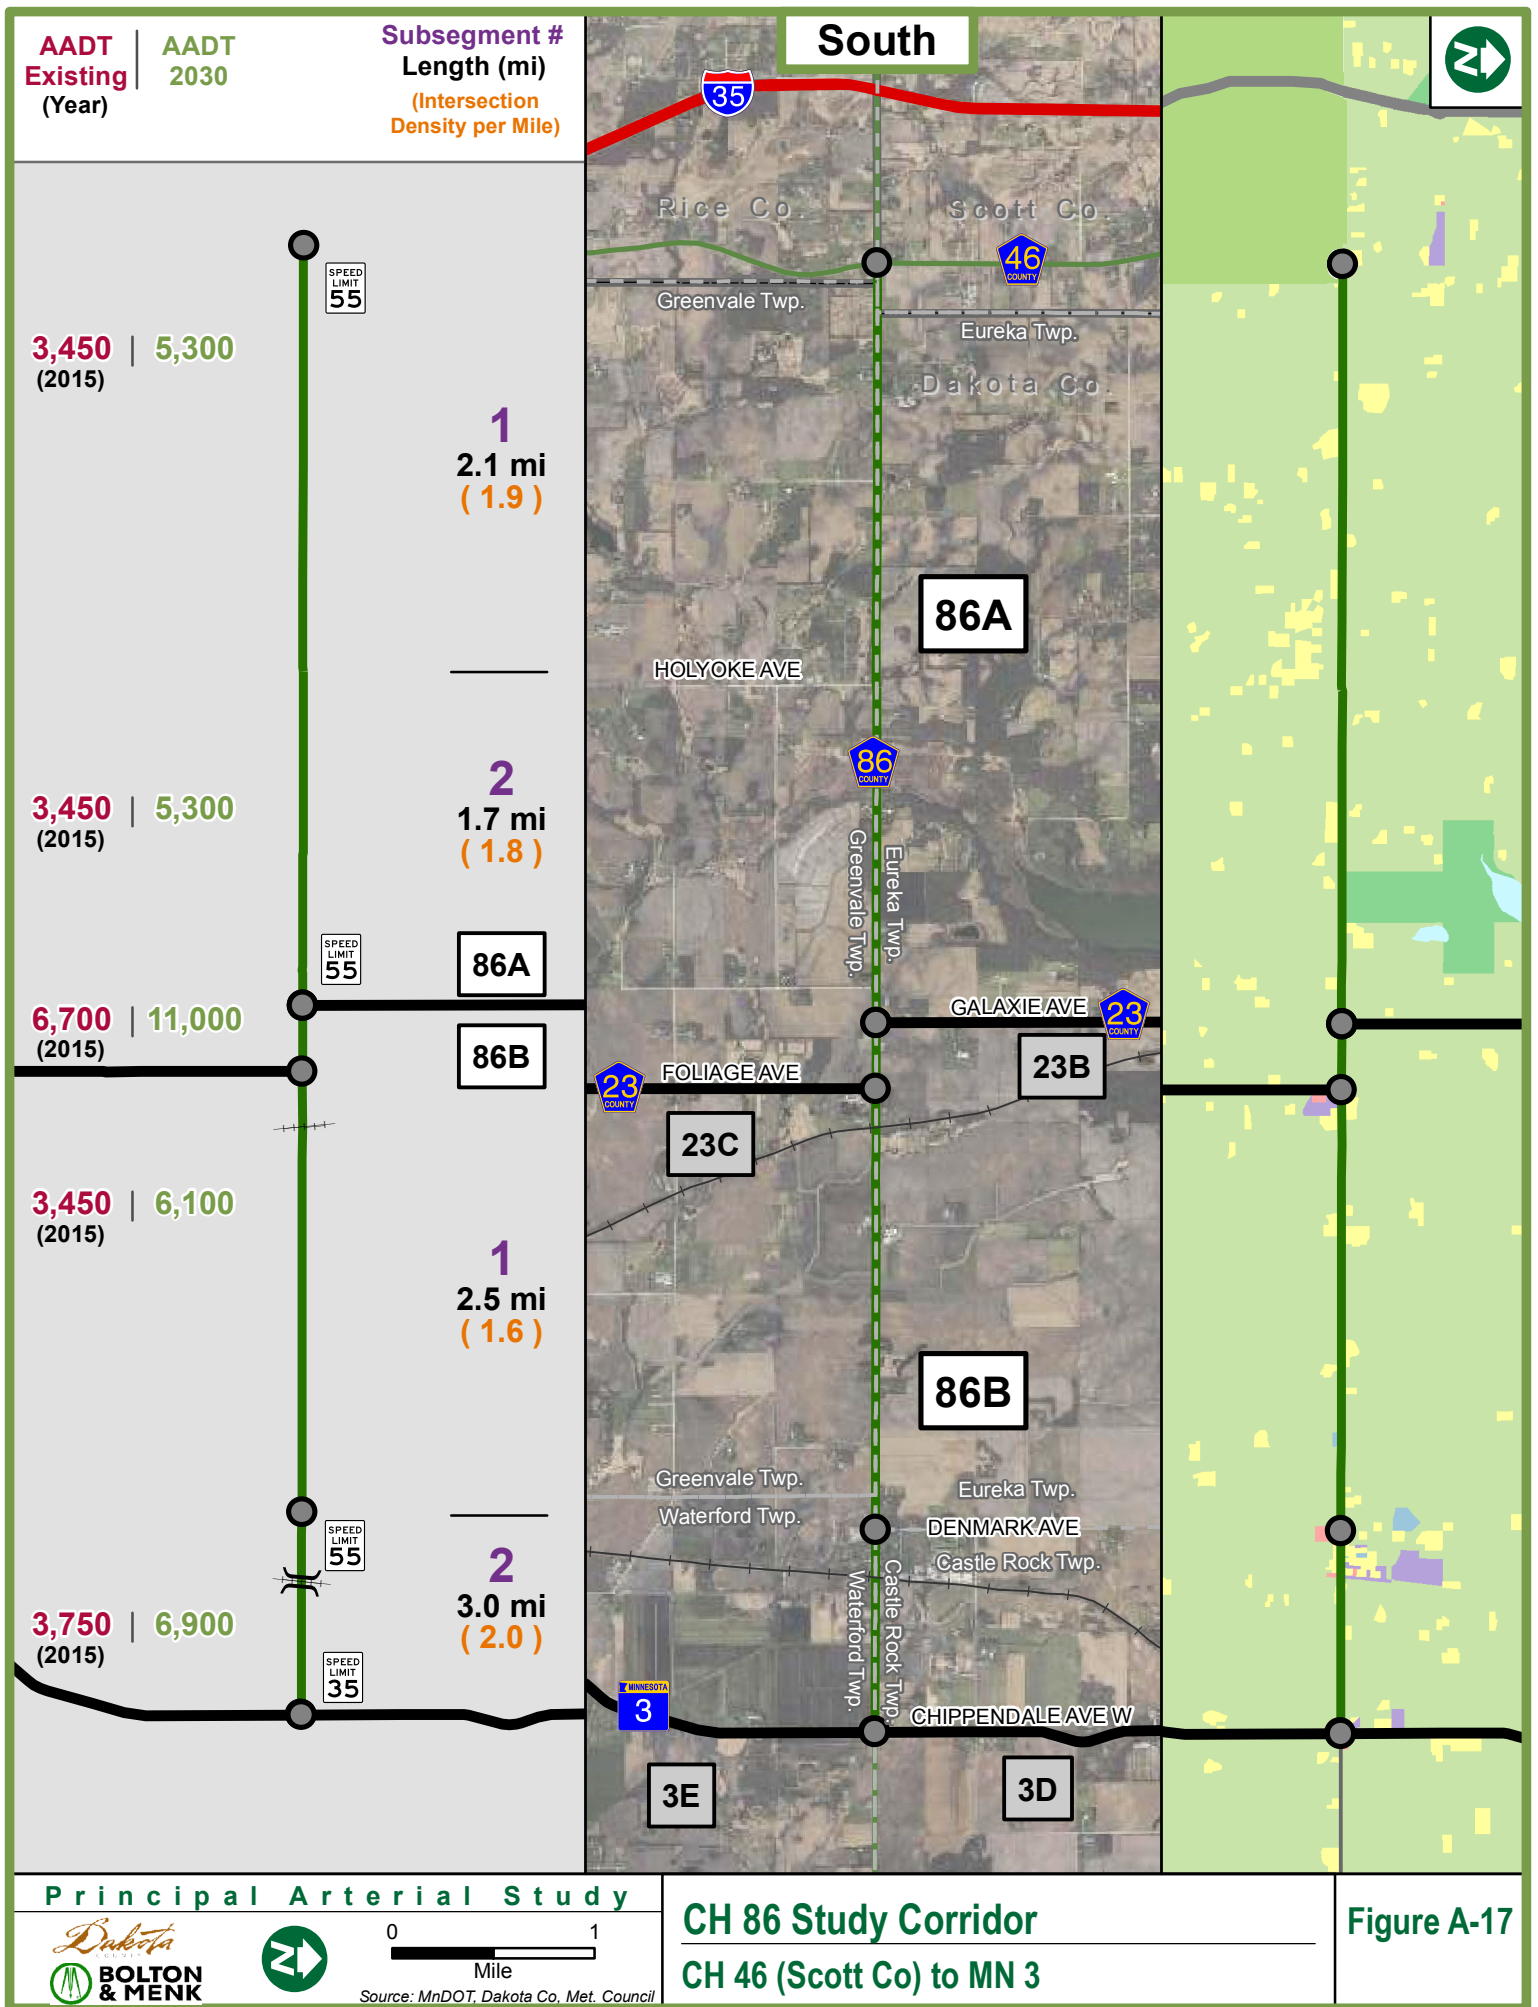 AADT
Existing
(Year)
AADT
2030
Subsegment #
Length (mi)
(Intersection
Density per Mile)
South
N
35
Rice Co.
Scott Co.
46
COUNTY
Greenvale Twp.
Eureka Twp.
Dakota Co.
SPEED
LIMIT
55
3,450 | 5,300
(2015)
1
2.1 mi
( 1.9 )
86A
HOLYOKE AVE
86
COUNTY
2
1.7 mi
( 1.8 )
3,450 | 5,300
(2015)
Greenvale Twp.
Eureka Twp.
SPEED
LIMIT
55
86A
6,700 | 11,000
(2015)
86B
GALAXIE AVE
23
COUNTY
23B
FOLIAGE AVE
23
COUNTY
23C
3,450 | 6,100
(2015)
1
2.5 mi
( 1.6 )
86B
Greenvale Twp.
Waterford Twp.
Eureka Twp.
DENMARK AVE
Castle Rock Twp.
SPEED
LIMIT
55
2
3.0 mi
( 2.0 )
3,750 | 6,900
(2015)
Waterford Twp.
Castle Rock Twp.
SPEED
LIMIT
35
MINNESOTA
3
CHIPPENDALE AVE W
3E
3D
Principal Arterial Study
Dakota
COUNTY
BOLTON
& MENK
N
0 1
Mile
Source: MnDOT, Dakota Co, Met. Council
CH 86 Study Corridor
CH 46 (Scott Co) to MN 3
Figure A-17